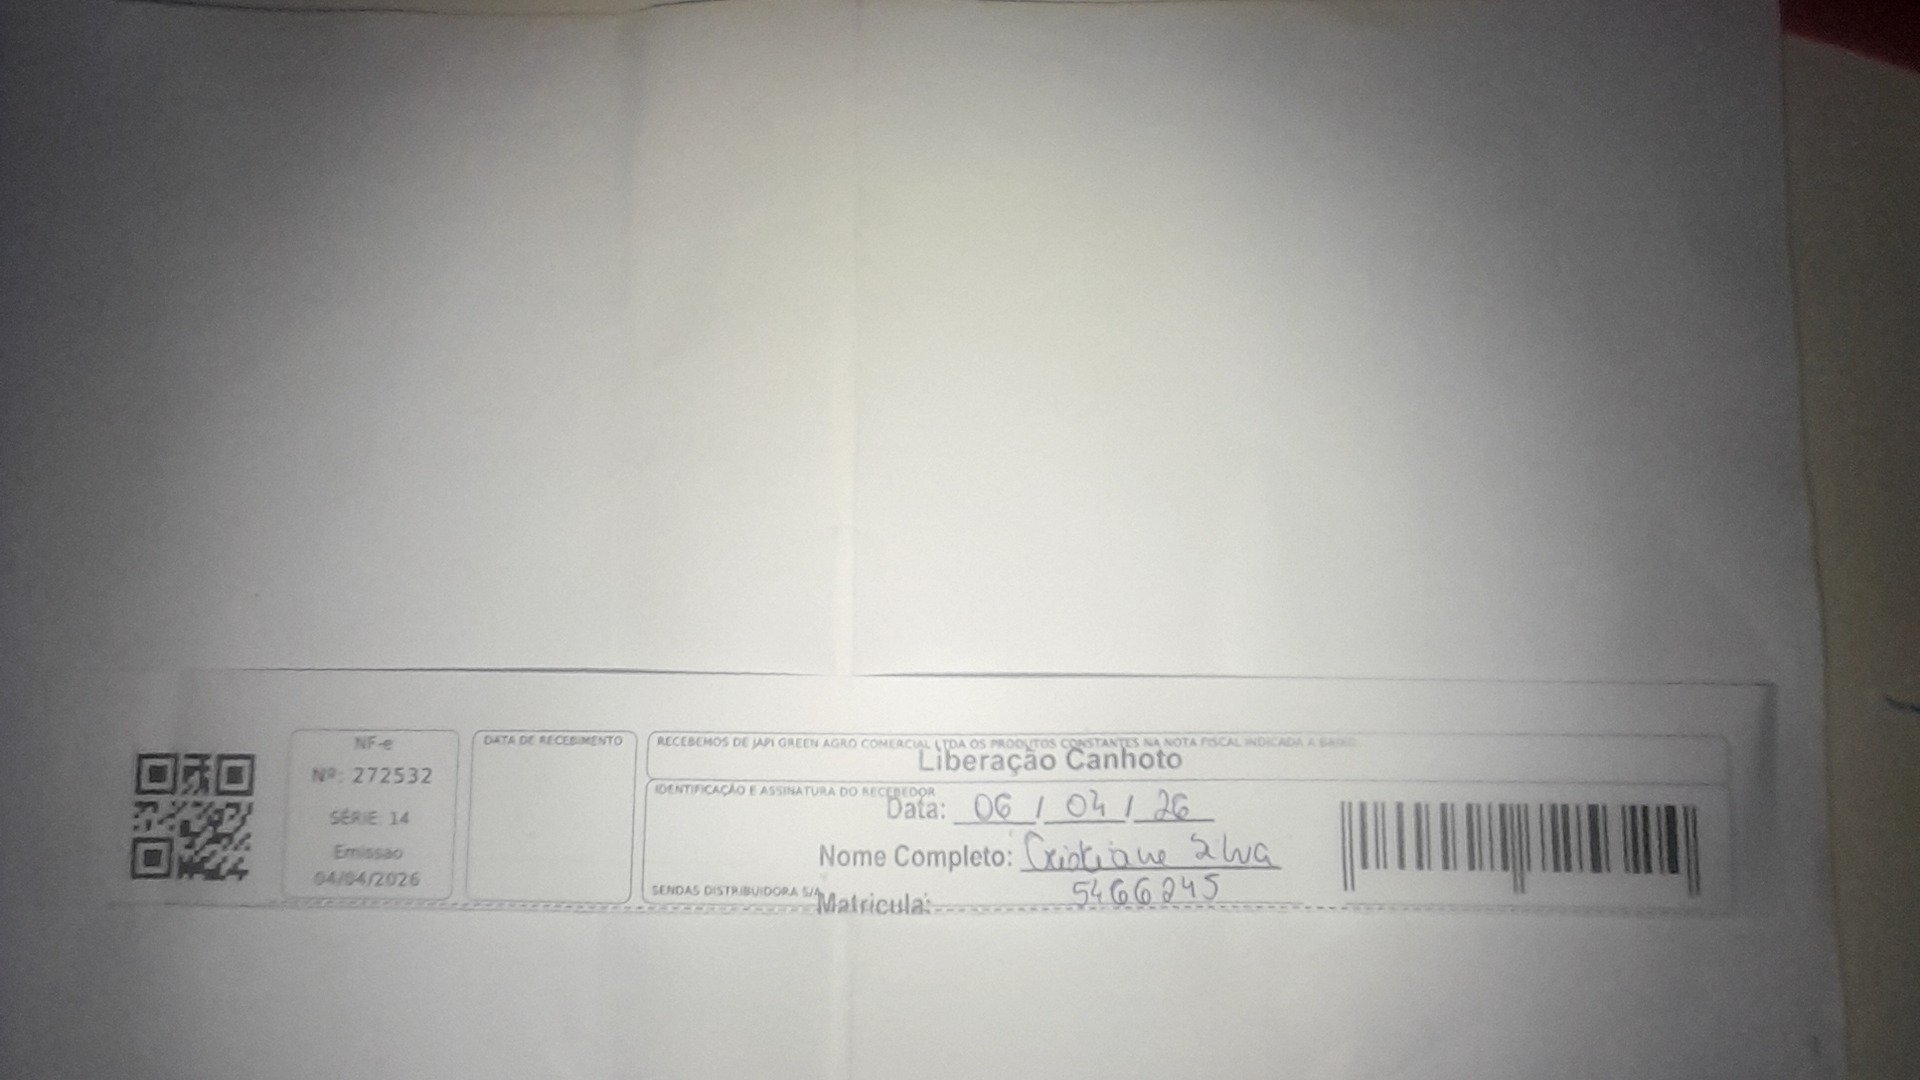 NF-e
Nº: 272532
SÉRIE: 14
Emissao
04/04/2026
DATA DE RECEBIMENTO
RECEBEMOS DE JAPI GREEN AGRO COMERCIAL LTDA OS PRODUTOS CONSTANTES NA NOTA FISCAL INDICADA A BAIXO
Liberação Canhoto
IDENTIFICAÇÃO E ASSINATURA DO RECEBEDOR
Data: 06 / 04 / 26
Nome Completo: Cristiane Silva
SENDAS DISTRIBUIDORA S/A
Matricula: 5466245